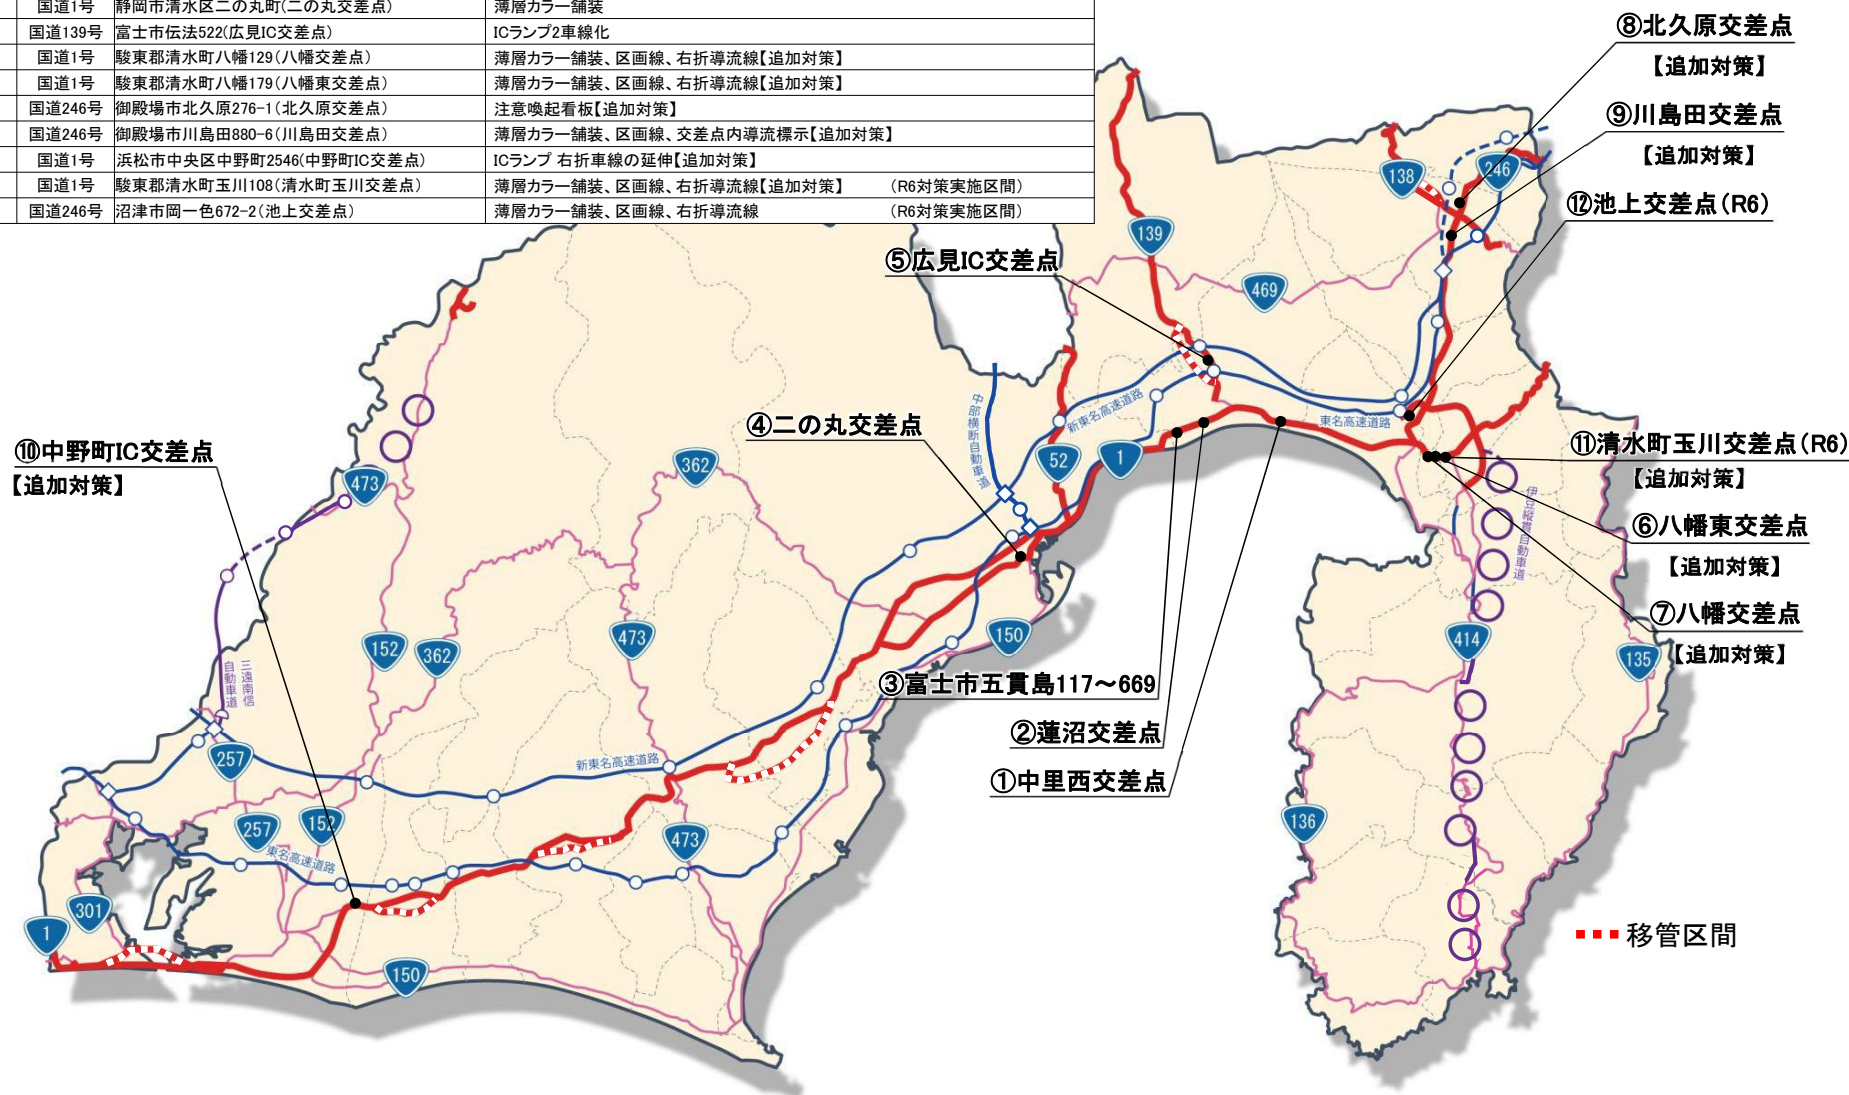 国道1号 静岡市清水区二の丸町(二の丸交差点) 薄層カラー舗装
国道139号 富士市伝法522(広見IC交差点) ICランプ2車線化
国道1号 駿東郡清水町八幡129(八幡交差点) 薄層カラー舗装、区画線、右折導流線【追加対策】
国道1号 駿東郡清水町八幡179(八幡東交差点) 薄層カラー舗装、区画線、右折導流線【追加対策】
国道246号 御殿場市北久原276-1(北久原交差点) 注意喚起看板【追加対策】
国道246号 御殿場市川島田880-6(川島田交差点) 薄層カラー舗装、区画線、交差点内導流標示【追加対策】
国道1号 浜松市中央区中野町2546(中野町IC交差点) ICランプ 右折車線の延伸【追加対策】
国道1号 駿東郡清水町玉川108(清水町玉川交差点) 薄層カラー舗装、区画線、右折導流線【追加対策】 (R6対策実施区間)
国道246号 沼津市岡一色672-2(池上交差点) 薄層カラー舗装、区画線、右折導流線 (R6対策実施区間)
⑧北久原交差点
【追加対策】
⑨川島田交差点
【追加対策】
138
246
⑫池上交差点(R6)
139
⑤広見IC交差点
469
中部横断自動車道
新東名高速道路
東名高速道路
④二の丸交差点
⑩中野町IC交差点
【追加対策】
473
362
52
1
⑪清水町玉川交差点(R6)
【追加対策】
伊豆縦貫自動車道
⑥八幡東交差点
【追加対策】
⑦八幡交差点
【追加対策】
152
362
473
150
414
135
三遠南信
自動車道
③富士市五貫島117～669
②蓮沼交差点
①中里西交差点
257
新東名高速道路
257
152
473
136
東名高速道路
301
1
150
移管区間